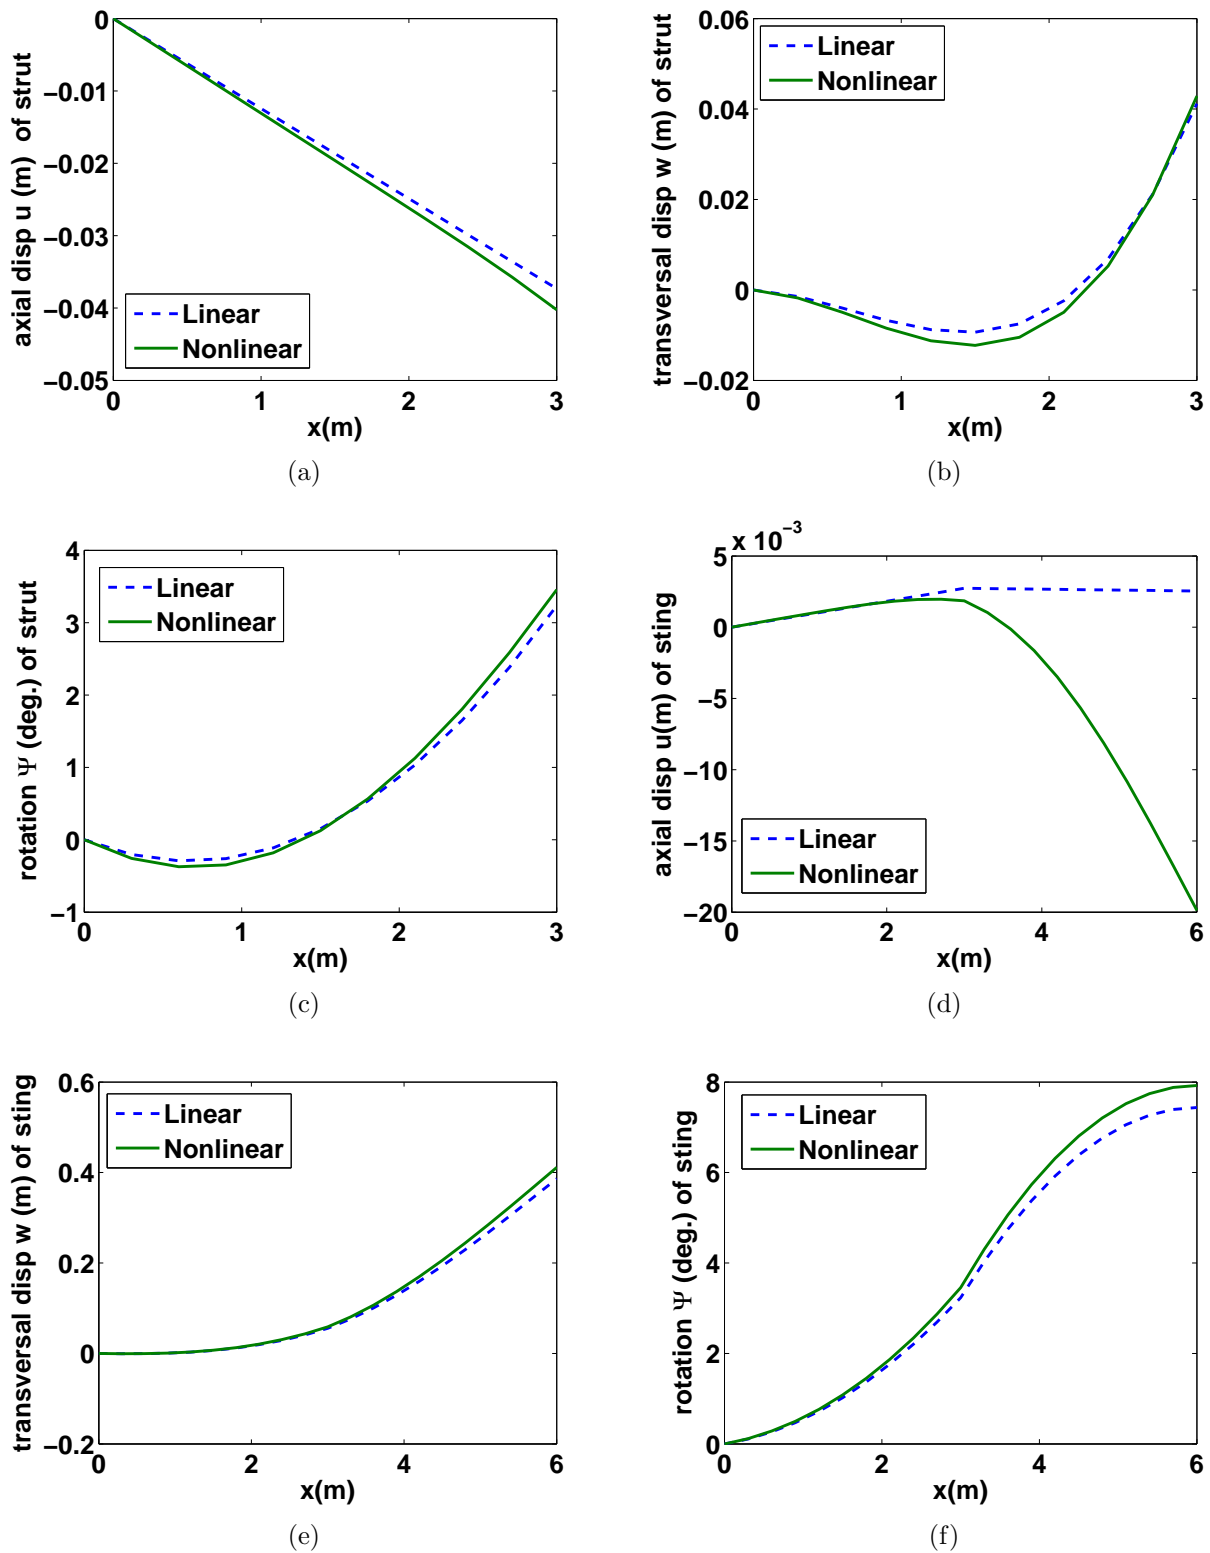 0
−0.01
−0.02
−0.03
−0.04
−0.05
0 1 2 3
x(m)
axial disp u (m) of strut
Linear
Nonlinear
(a)
0.06
0.04
0.02
0
−0.02
0 1 2 3
x(m)
transversal disp w (m) of strut
Linear
Nonlinear
(b)
4
3
2
1
0
−1
0 1 2 3
x(m)
rotation Ψ (deg.) of strut
Linear
Nonlinear
(c)
x 10−3
5
0
−5
−10
−15
−20
0 2 4 6
x(m)
axial disp u(m) of sting
Linear
Nonlinear
(d)
0.6
0.4
0.2
0
−0.2
0 2 4 6
x(m)
transversal disp w (m) of sting
Linear
Nonlinear
(e)
8
6
4
2
0
0 2 4 6
x(m)
rotation Ψ (deg.) of sting
Linear
Nonlinear
(f)